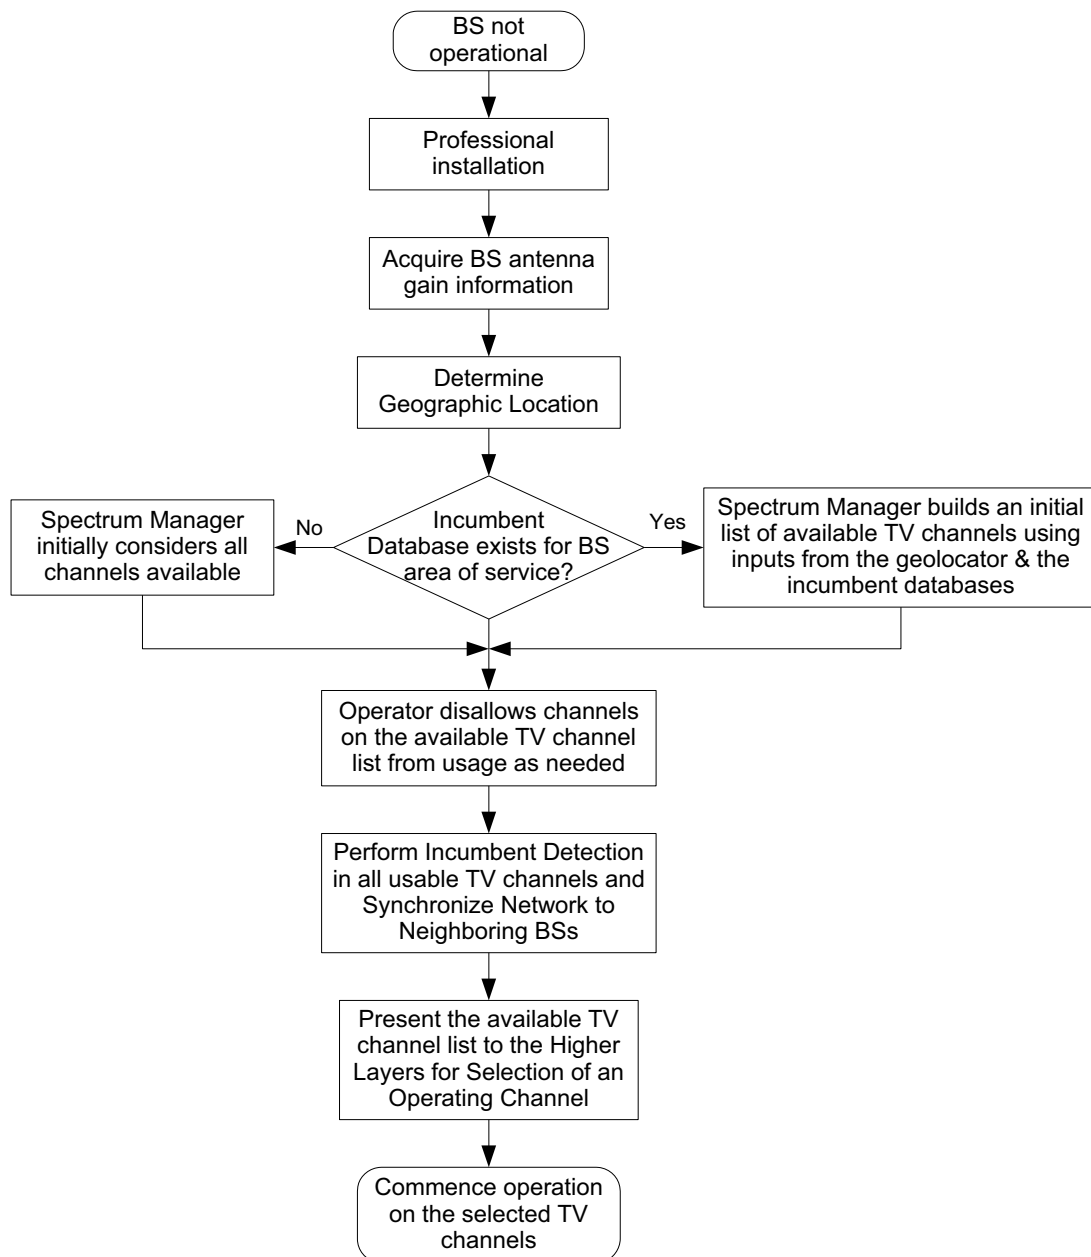 BS not
operational
Professional
installation
Acquire BS antenna
gain information
Determine
Geographic Location
Incumbent
Database exists for BS
area of service?
No
Yes
Spectrum Manager
initially considers all
channels available
Spectrum Manager builds an initial
list of available TV channels using
inputs from the geolocator & the
incumbent databases
Operator disallows channels
on the available TV channel
list from usage as needed
Perform Incumbent Detection
in all usable TV channels and
Synchronize Network to
Neighboring BSs
Present the available TV
channel list to the Higher
Layers for Selection of an
Operating Channel
Commence operation
on the selected TV
channels